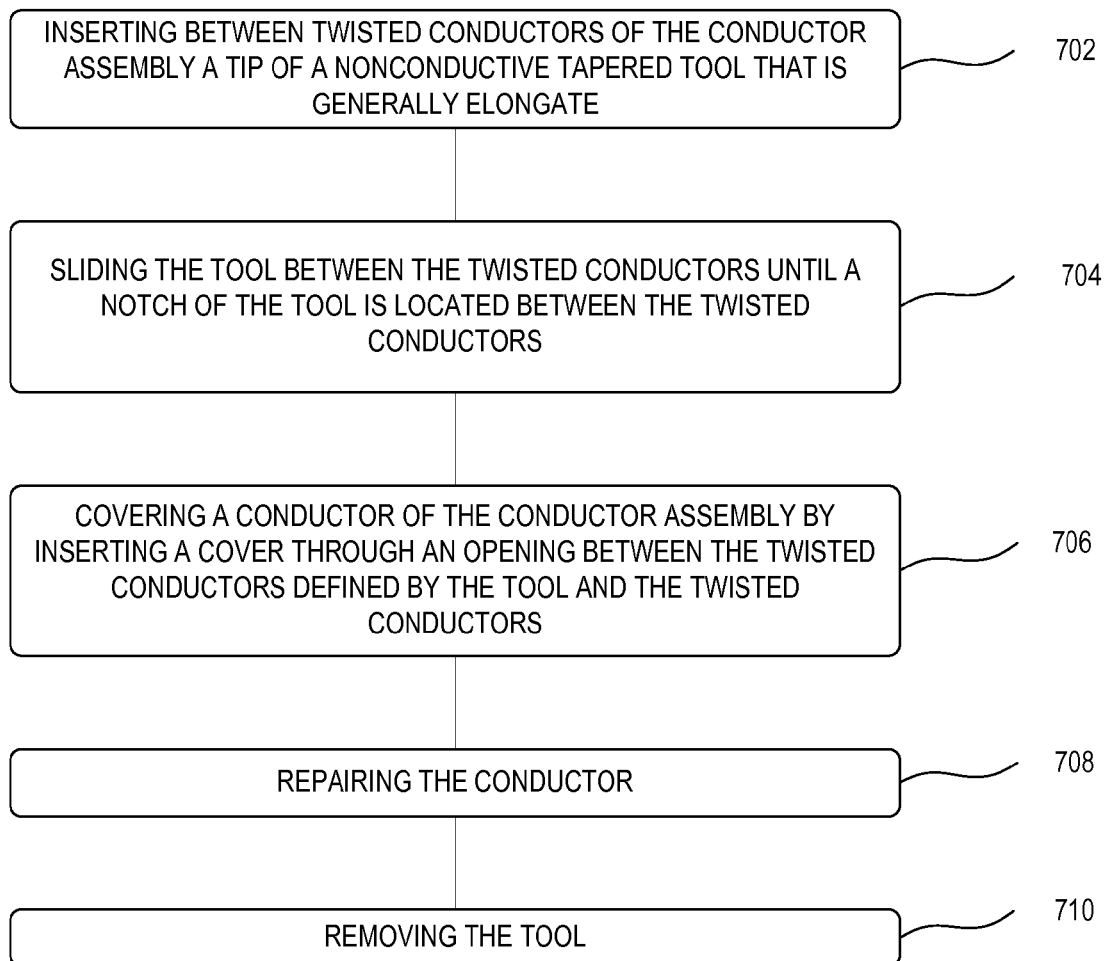 INSERTING BETWEEN TWISTED CONDUCTORS OF THE CONDUCTOR
ASSEMBLY A TIP OF A NONCONDUCTIVE TAPERED TOOL THAT IS
GENERALLY ELONGATE
702
SLIDING THE TOOL BETWEEN THE TWISTED CONDUCTORS UNTIL A
NOTCH OF THE TOOL IS LOCATED BETWEEN THE TWISTED
CONDUCTORS
704
COVERING A CONDUCTOR OF THE CONDUCTOR ASSEMBLY BY
INSERTING A COVER THROUGH AN OPENING BETWEEN THE TWISTED
CONDUCTORS DEFINED BY THE TOOL AND THE TWISTED
CONDUCTORS
706
REPAIRING THE CONDUCTOR
708
REMOVING THE TOOL
710